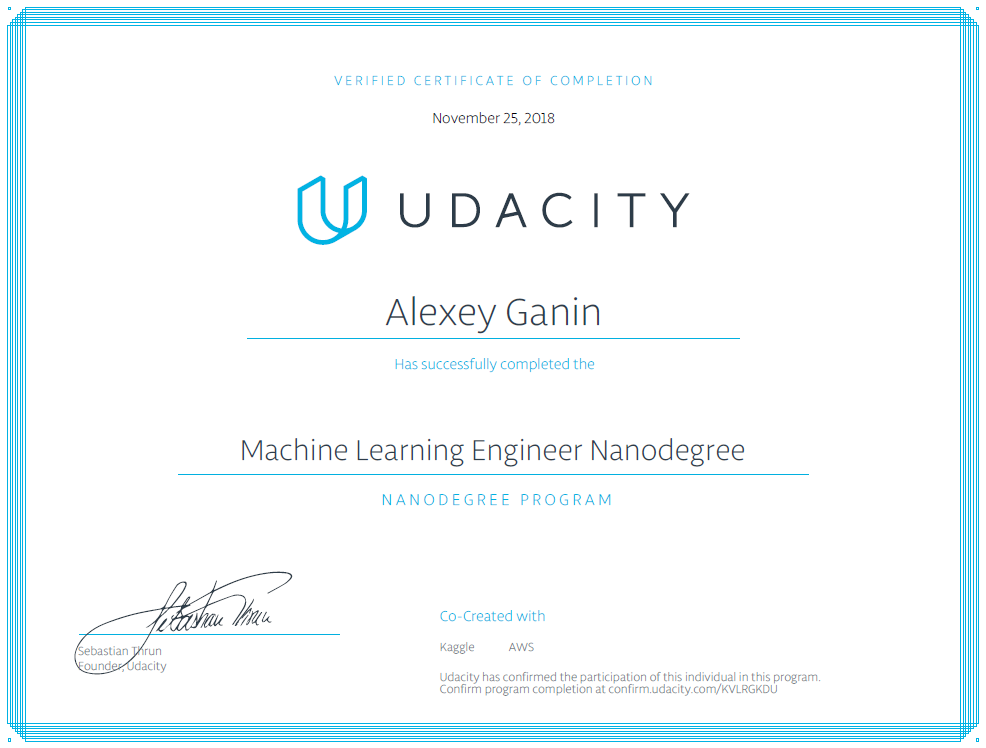 VERIFIED CERTIFICATE OF COMPLETION
November 25, 2018
UDACITY
Alexey Ganin
Has successfully completed the
Machine Learning Engineer Nanodegree
NANODEGREE PROGRAM
Sebastian Thrun
Sebastian Thrun
Founder, Udacity
Co-Created with
Kaggle AWS
Udacity has confirmed the participation of this individual in this program.
Confirm program completion at confirm.udacity.com/KVLRGKDU